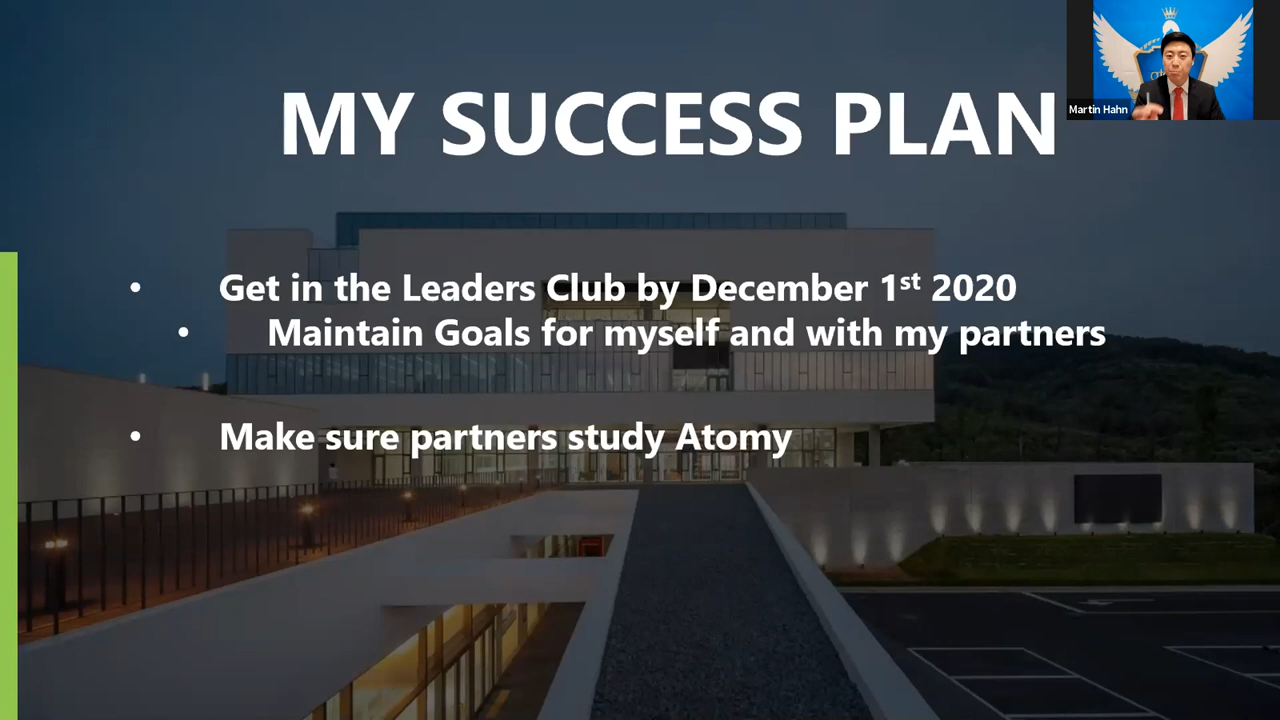 MY SUCCESS PLAN
Martin Hahn
• Get in the Leaders Club by December 1st 2020
• Maintain Goals for myself and with my partners
• Make sure partners study Atomy